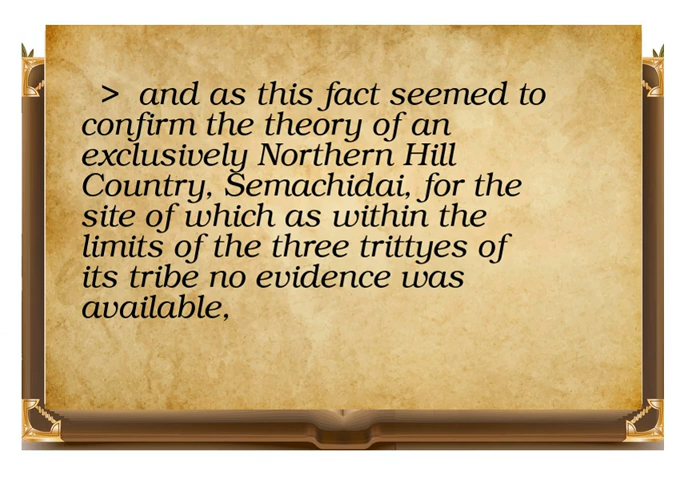 > and as this fact seemed to
confirm the theory of an
exclusively Northern Hill
Country, Semachidai, for the
site of which as within the
limits of the three trittyes of
its tribe no evidence was
available,